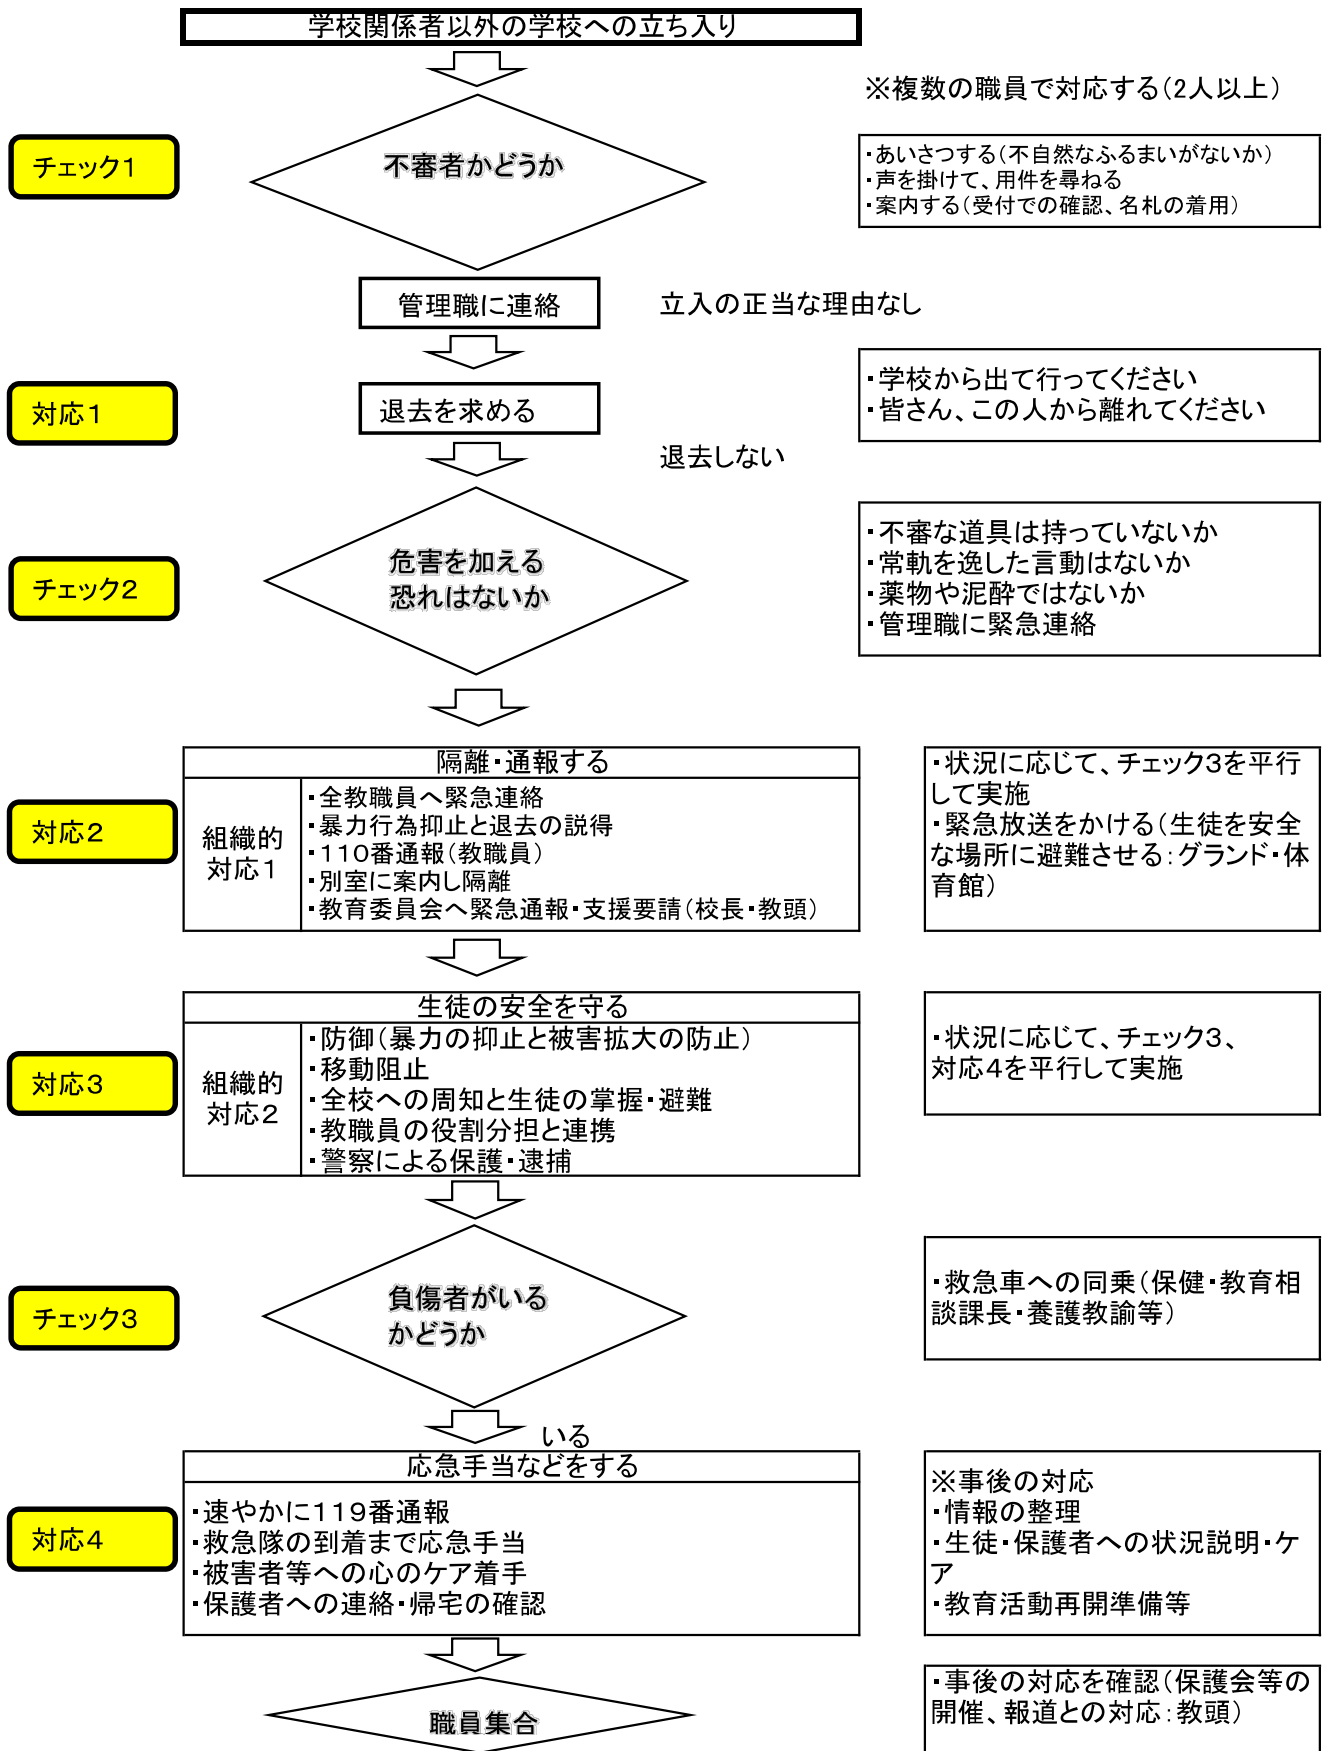 学校関係者以外の学校への立ち入り
※複数の職員で対応する(2人以上)
チェック1
不審者かどうか
・あいさつする(不自然なふるまいがないか)
・声を掛けて、用件を尋ねる
・案内する(受付での確認、名札の着用)
管理職に連絡
立入の正当な理由なし
対応1
退去を求める
・学校から出て行ってください
・皆さん、この人から離れてください
退去しない
チェック2
危害を加える
恐れはないか
・不審な道具は持っていないか
・常軌を逸した言動はないか
・薬物や泥酔ではないか
・管理職に緊急連絡
対応2
隔離・通報する
組織的
対応1
・全教職員へ緊急連絡
・暴力行為抑止と退去の説得
・110番通報(教職員)
・別室に案内し隔離
・教育委員会へ緊急通報・支援要請(校長・教頭)
・状況に応じて、チェック3を平行
して実施
・緊急放送をかける(生徒を安全
な場所に避難させる:グランド・体
育館)
対応3
生徒の安全を守る
組織的
対応2
・防御(暴力の抑止と被害拡大の防止)
・移動阻止
・全校への周知と生徒の掌握・避難
・教職員の役割分担と連携
・警察による保護・逮捕
・状況に応じて、チェック3、
対応4を平行して実施
チェック3
負傷者がいる
かどうか
・救急車への同乗(保健・教育相
談課長・養護教諭等)
いる
対応4
応急手当などをする
・速やかに119番通報
・救急隊の到着まで応急手当
・被害者等への心のケア着手
・保護者への連絡・帰宅の確認
※事後の対応
・情報の整理
・生徒・保護者への状況説明・ケ
ア
・教育活動再開準備等
職員集合
・事後の対応を確認(保護会等の
開催、報道との対応:教頭)